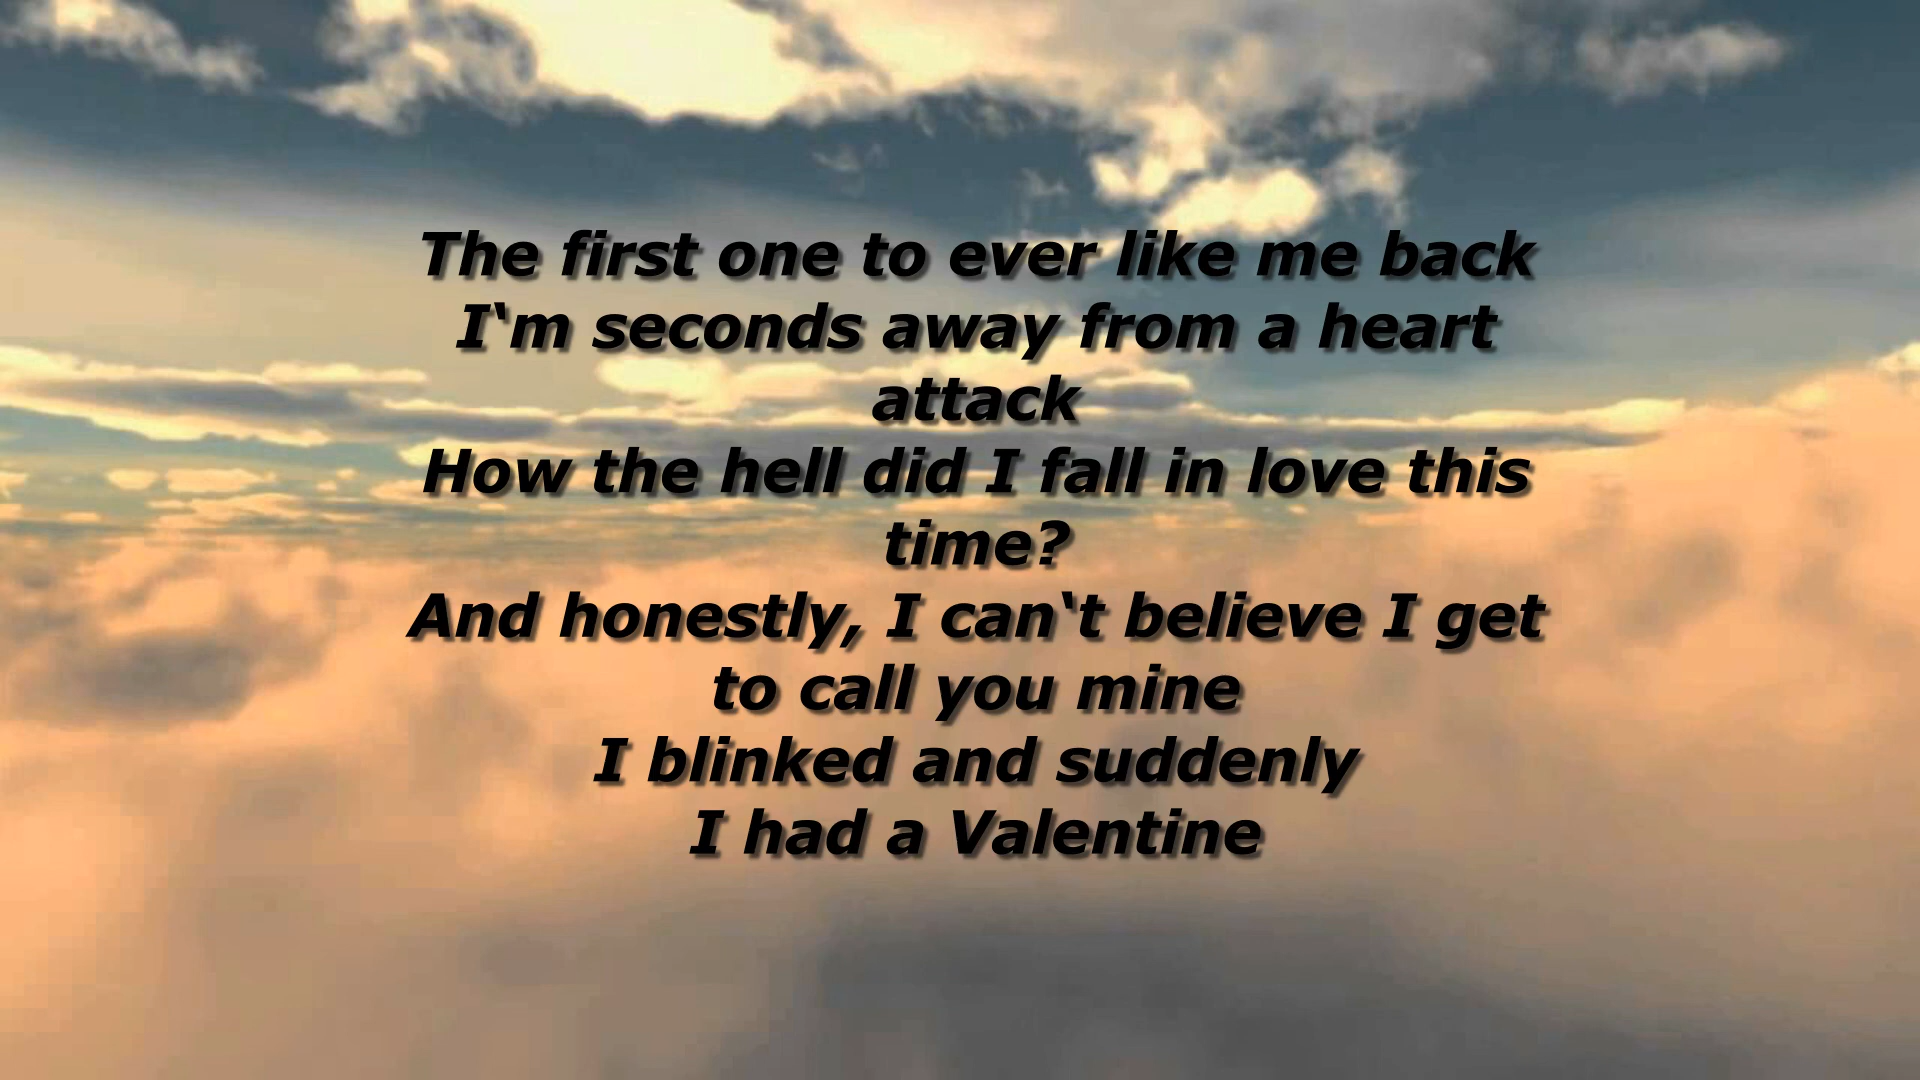 The first one to ever like me back
I‛m seconds away from a heart
attack
How the hell did I fall in love this
time?
And honestly, I can‛t believe I get
to call you mine
I blinked and suddenly
I had a Valentine